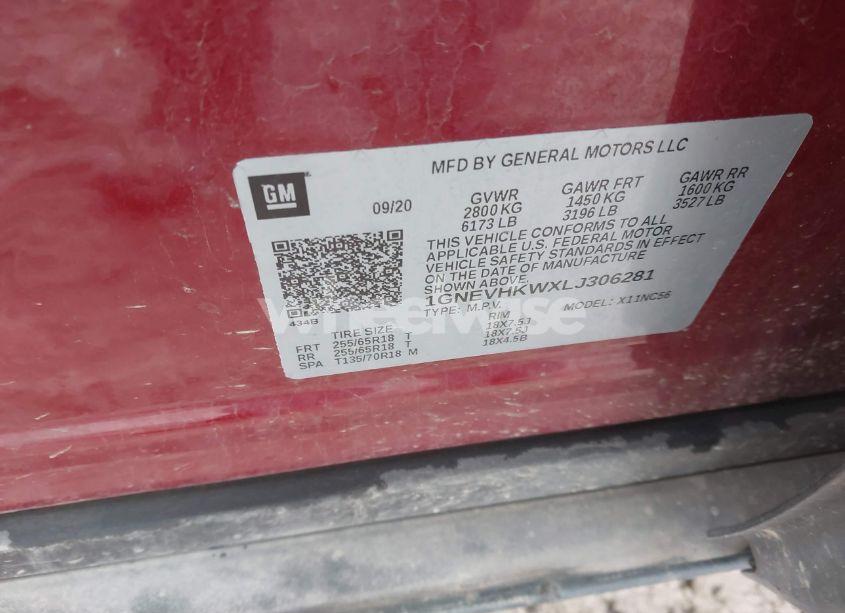 MFD BY GENERAL MOTORS LLC
GM
09/20
GVWR GAWR FRT GAWR RR
2800 KG 1450 KG 1600 KG
6173 LB 3196 LB 3527 LB
THIS VEHICLE CONFORMS TO ALL
APPLICABLE U.S. FEDERAL MOTOR
VEHICLE SAFETY STANDARDS IN EFFECT
ON THE DATE OF MANUFACTURE
SHOWN ABOVE.
1GNEVHKWXLJ306281
TYPE: M.P.V. MODEL: X11NC56
434B
TIRE SIZE RIM
FRT 255/65R18 T 18X7.5J
RR 255/65R18 T 18X7.5J
SPA T135/70R18 M 18X4.5B
wheelwise